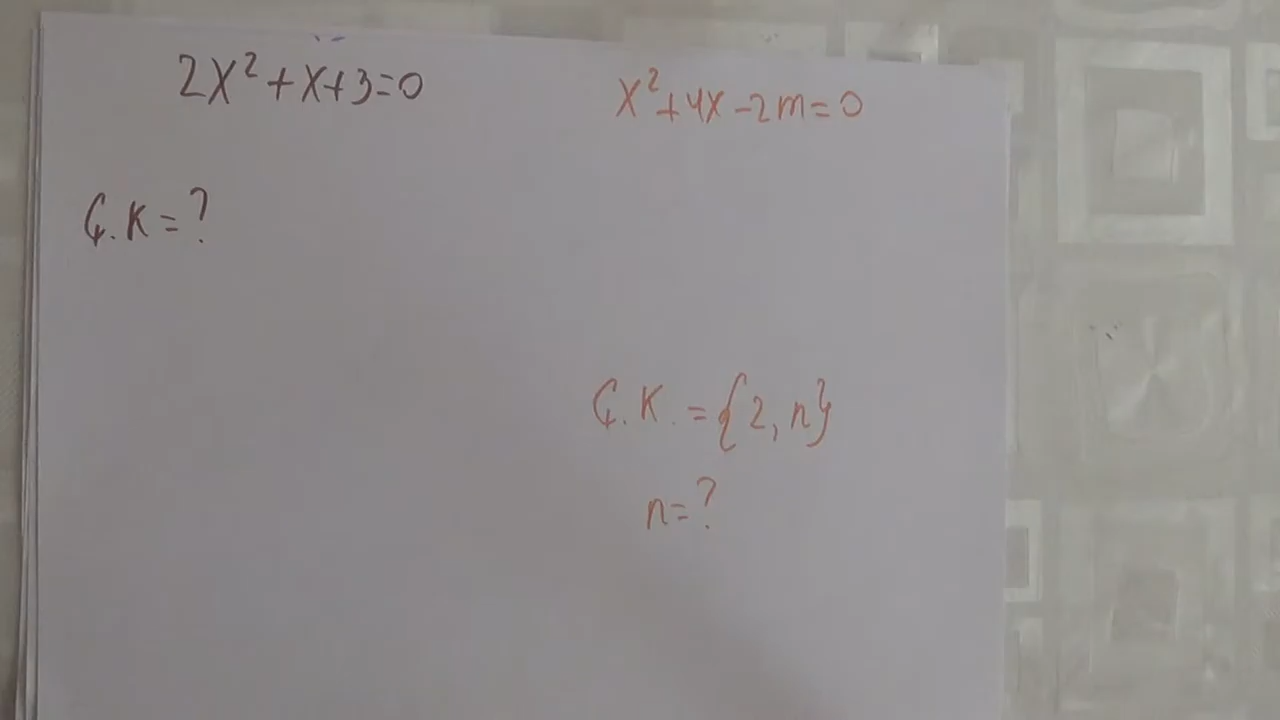 2x²+x+3=0
Ç.K=?
x²+4x-2m=0
Ç.K.={2,n}
n=?